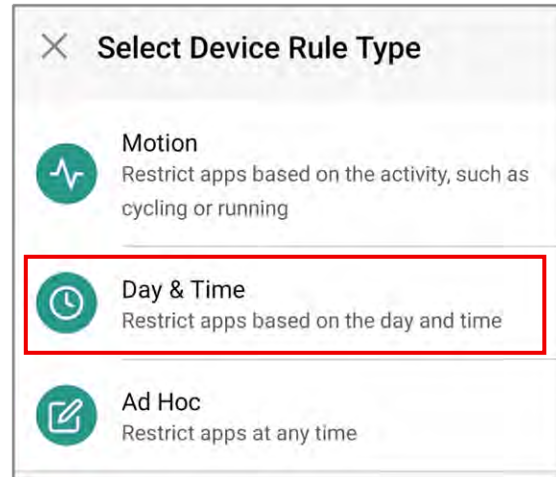 Select Device Rule Type
Motion
Restrict apps based on the activity, such as
cycling or running
Day & Time
Restrict apps based on the day and time
Ad Hoc
Restrict apps at any time